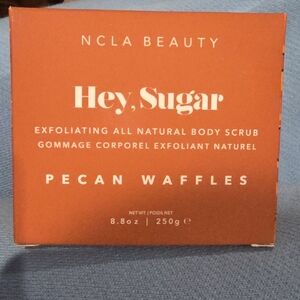 NCLA BEAUTY
Hey, Sugar
EXFOLIATING ALL NATURAL BODY SCRUB
GOMMAGE CORPOREL EXFOLIANT NATUREL
PECAN WAFFLES
NET WT | POIDS NET
8.8oz | 250g ℮